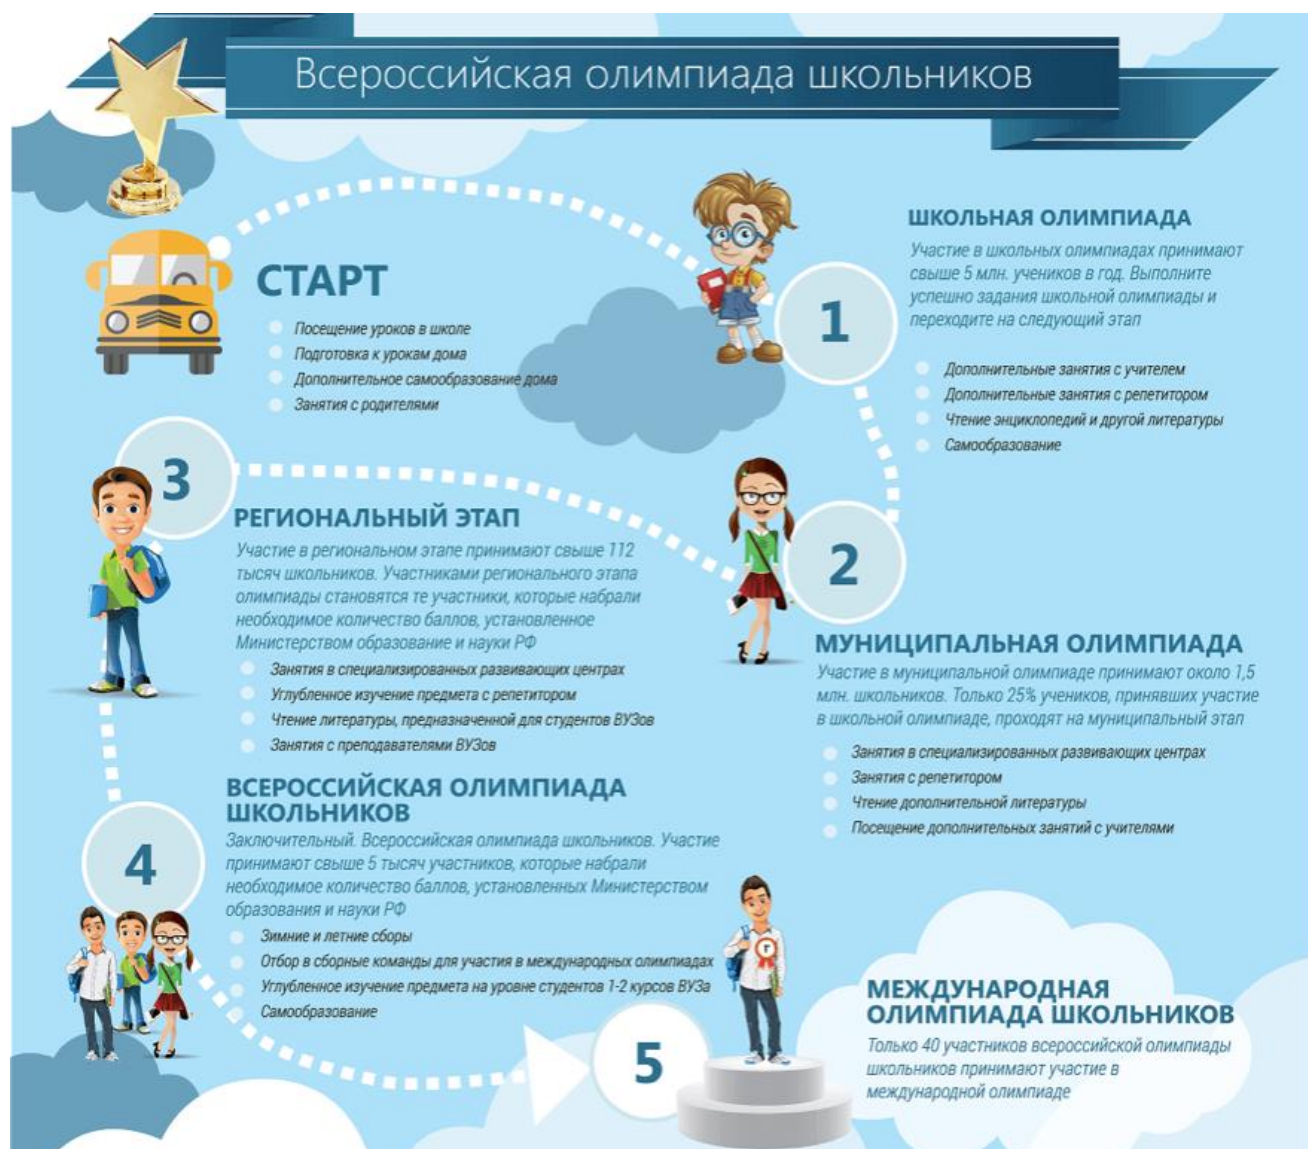 Всероссийская олимпиада школьников
СТАРТ
Посещение уроков в школе
Подготовка к урокам дома
Дополнительное самообразование дома
Занятия с родителями
1
ШКОЛЬНАЯ ОЛИМПИАДА
Участие в школьных олимпиадах принимают
свыше 5 млн. учеников в год. Выполните
успешно задания школьной олимпиады и
переходите на следующий этап
Дополнительные занятия с учителем
Дополнительные занятия с репетитором
Чтение энциклопедий и другой литературы
Самообразование
2
МУНИЦИПАЛЬНАЯ ОЛИМПИАДА
Участие в муниципальной олимпиаде принимают около 1,5
млн. школьников. Только 25% учеников, принявших участие
в школьной олимпиаде, проходят на муниципальный этап
Занятия в специализированных развивающих центрах
Занятия с репетитором
Чтение дополнительной литературы
Посещение дополнительных занятий с учителями
3
РЕГИОНАЛЬНЫЙ ЭТАП
Участие в региональном этапе принимают свыше 112
тысяч школьников. Участниками регионального этапа
олимпиады становятся те участники, которые набрали
необходимое количество баллов, установленное
Министерством образование и науки РФ
Занятия в специализированных развивающих центрах
Углубленное изучение предмета с репетитором
Чтение литературы, предназначенной для студентов ВУЗов
Занятия с преподавателями ВУЗов
4
ВСЕРОССИЙСКАЯ ОЛИМПИАДА
ШКОЛЬНИКОВ
Заключительный. Всероссийская олимпиада школьников. Участие
принимают свыше 5 тысяч участников, которые набрали
необходимое количество баллов, установленных Министерством
образования и науки РФ
Зимние и летние сборы
Отбор в сборные команды для участия в международных олимпиадах
Углубленное изучение предмета на уровне студентов 1-2 курсов ВУЗа
Самообразование
5
МЕЖДУНАРОДНАЯ
ОЛИМПИАДА ШКОЛЬНИКОВ
Только 40 участников всероссийской олимпиады
школьников принимают участие в
международной олимпиаде